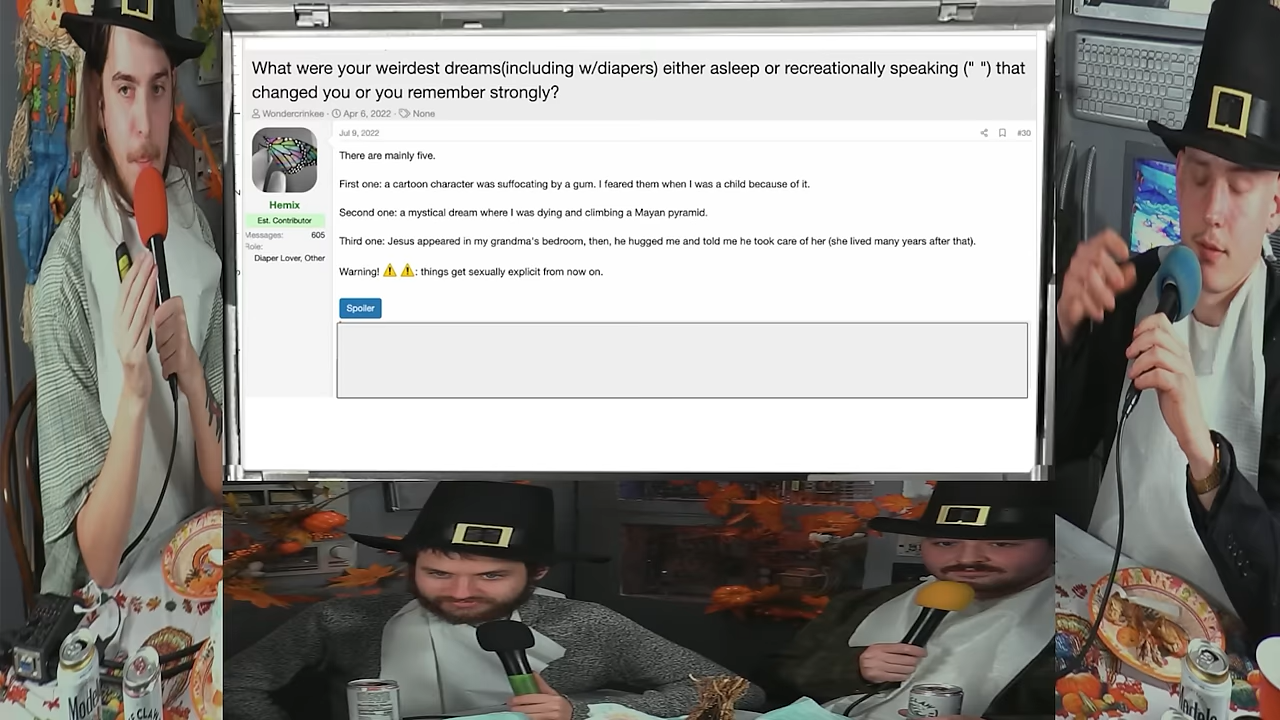 What were your weirdest dreams(including w/diapers) either asleep or recreationally speaking (" ") that
changed you or you remember strongly?
Wondercrinkee · Apr 6, 2022 · None
Jul 9, 2022
#30
There are mainly five.
First one: a cartoon character was suffocating by a gum. I feared them when I was a child because of it.
Hemix
Est. Contributor
Second one: a mystical dream where I was dying and climbing a Mayan pyramid.
Messages: 605
Third one: Jesus appeared in my grandma's bedroom, then, he hugged me and told me he took care of her (she lived many years after that).
Role:
Diaper Lover, Other
Warning! ⚠️ ⚠️: things get sexually explicit from now on.
Spoiler
Model
CLAW
Model